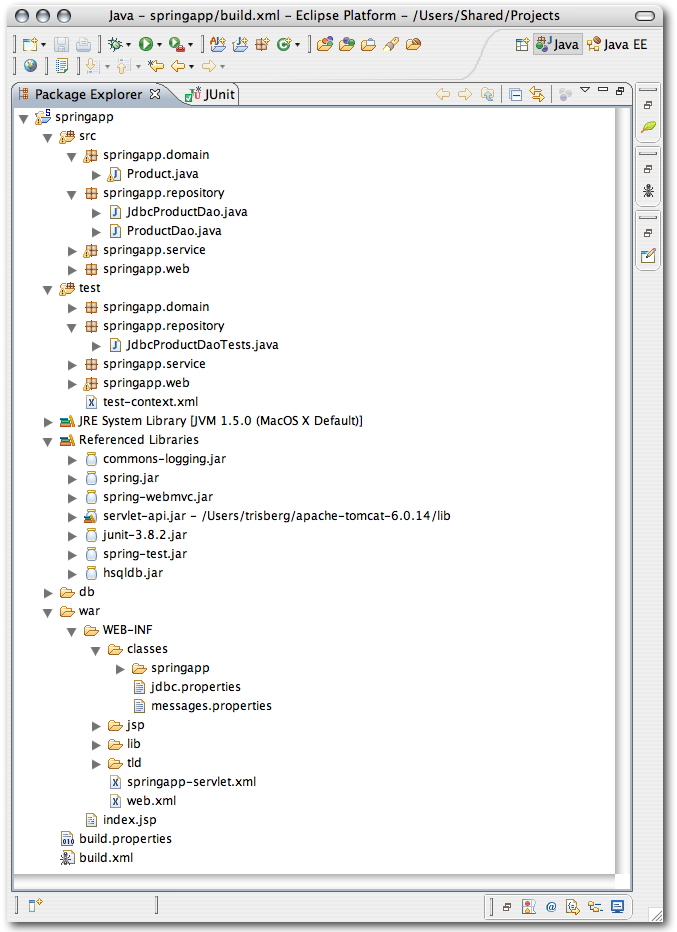 Java – springapp/build.xml – Eclipse Platform – /Users/Shared/Projects
Java Java EE
Package Explorer JUnit
springapp
src
springapp.domain
Product.java
springapp.repository
JdbcProductDao.java
ProductDao.java
springapp.service
springapp.web
test
springapp.domain
springapp.repository
JdbcProductDaoTests.java
springapp.service
springapp.web
test-context.xml
JRE System Library [JVM 1.5.0 (MacOS X Default)]
Referenced Libraries
commons-logging.jar
spring.jar
spring-webmvc.jar
servlet-api.jar – /Users/trisberg/apache-tomcat-6.0.14/lib
junit-3.8.2.jar
spring-test.jar
hsqldb.jar
db
war
WEB-INF
classes
springapp
jdbc.properties
messages.properties
jsp
lib
tld
springapp-servlet.xml
web.xml
index.jsp
build.properties
build.xml